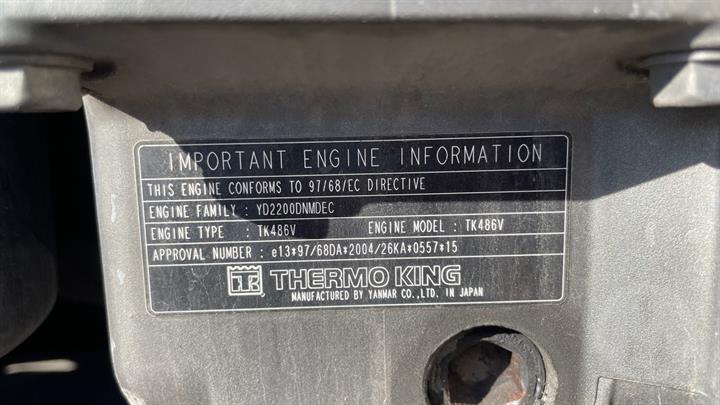 IMPORTANT ENGINE INFORMATION
THIS ENGINE CONFORMS TO 97/68/EC DIRECTIVE
ENGINE FAMILY : YD2200DNMDEC
ENGINE TYPE : TK486V ENGINE MODEL : TK486V
APPROVAL NUMBER : e13*97/68DA*2004/26KA*0557*15
TK THERMO KING
MANUFACTURED BY YANMAR CO.,LTD. IN JAPAN